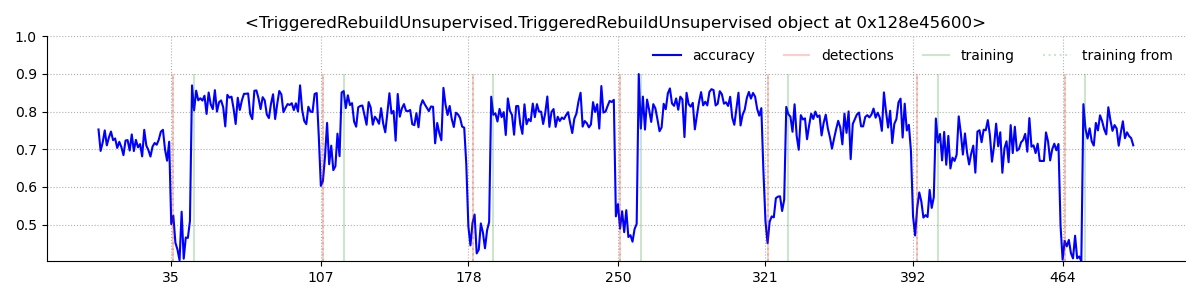 <TriggeredRebuildUnsupervised.TriggeredRebuildUnsupervised object at 0x128e45600>
accuracy detections training training from
1.0
0.9
0.8
0.7
0.6
0.5
35 107 178 250 321 392 464